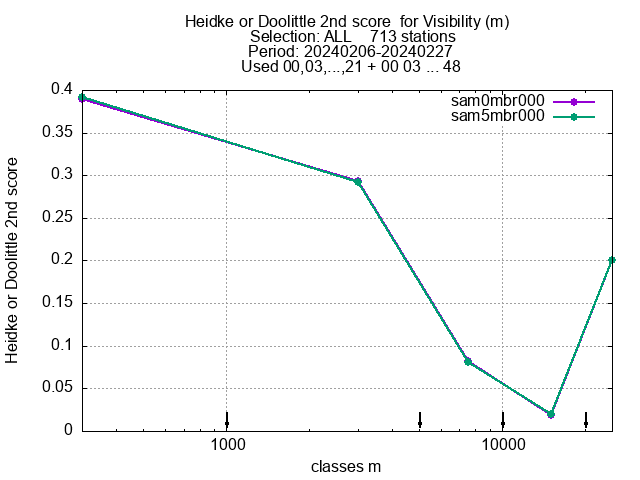 Heidke or Doolittle 2nd score  for Visibility (m)
Selection: ALL    713 stations
Period: 20240206-20240227
Used 00,03,...,21 + 00 03 ... 48
sam0mbr000
sam5mbr000
0.4
0.35
0.3
0.25
0.2
0.15
0.1
0.05
0
Heidke or Doolittle 2nd score
1000 10000
classes m